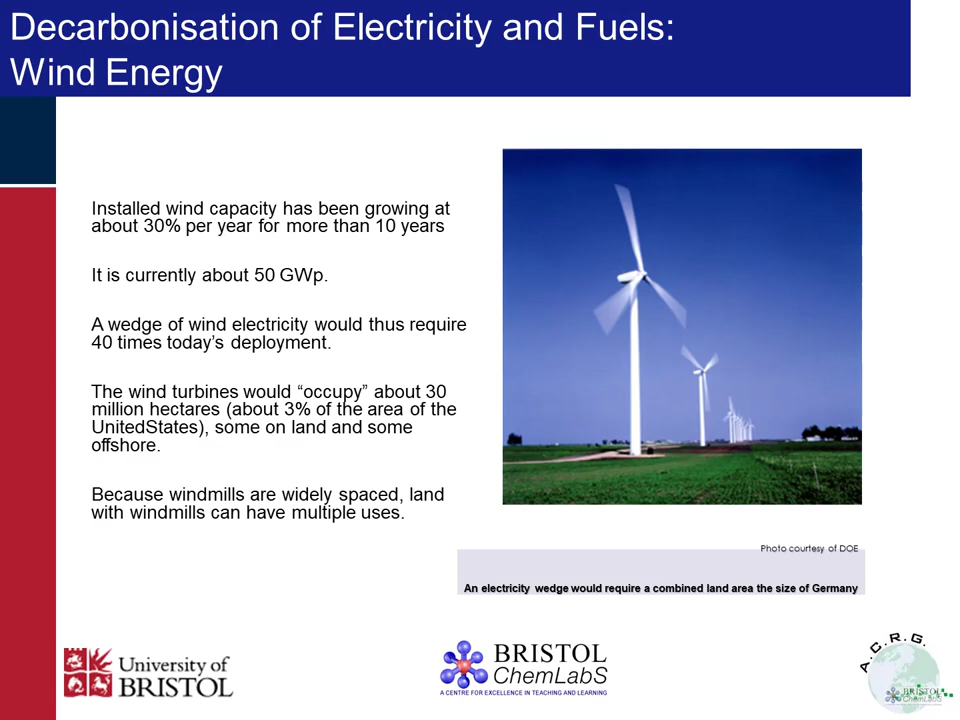 Decarbonisation of Electricity and Fuels:
Wind Energy
Installed wind capacity has been growing at
about 30% per year for more than 10 years
It is currently about 50 GWp.
A wedge of wind electricity would thus require
40 times today’s deployment.
The wind turbines would “occupy” about 30
million hectares (about 3% of the area of the
UnitedStates), some on land and some
offshore.
Because windmills are widely spaced, land
with windmills can have multiple uses.
Photo courtesy of DOE
An electricity wedge would require a combined land area the size of Germany
University of
BRISTOL
BRISTOL
ChemLabS
A CENTRE FOR EXCELLENCE IN TEACHING AND LEARNING
A.C.R.G.
BRISTOL
ChemLabS